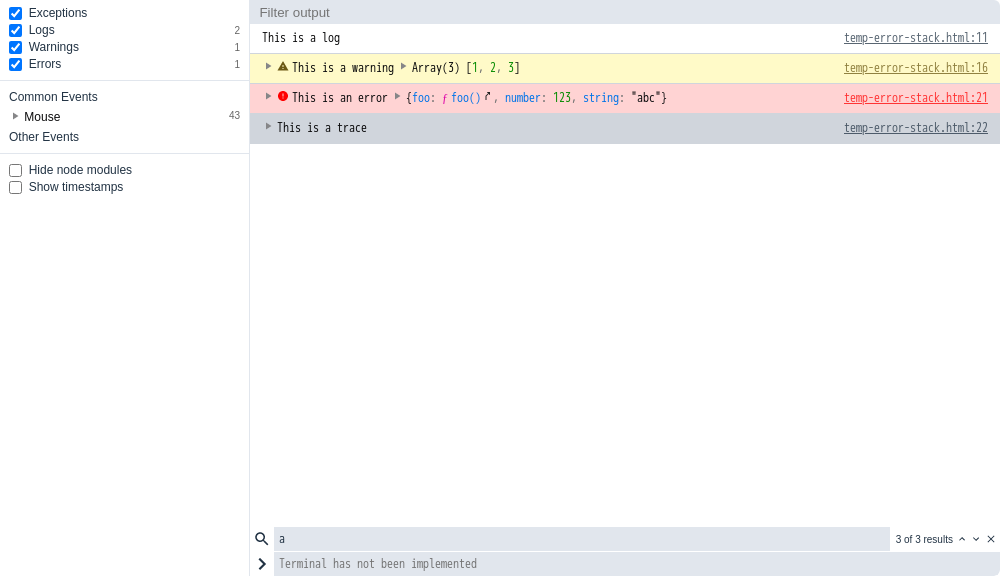 Exceptions
Logs 2
Warnings 1
Errors 1
Common Events
Mouse 43
Other Events
Hide node modules
Show timestamps
Filter output
This is a log temp-error-stack.html:11
This is a warning Array(3) [1, 2, 3] temp-error-stack.html:16
This is an error {foo: ƒ foo(), number: 123, string: "abc"} temp-error-stack.html:21
This is a trace temp-error-stack.html:22
a 3 of 3 results
Terminal has not been implemented